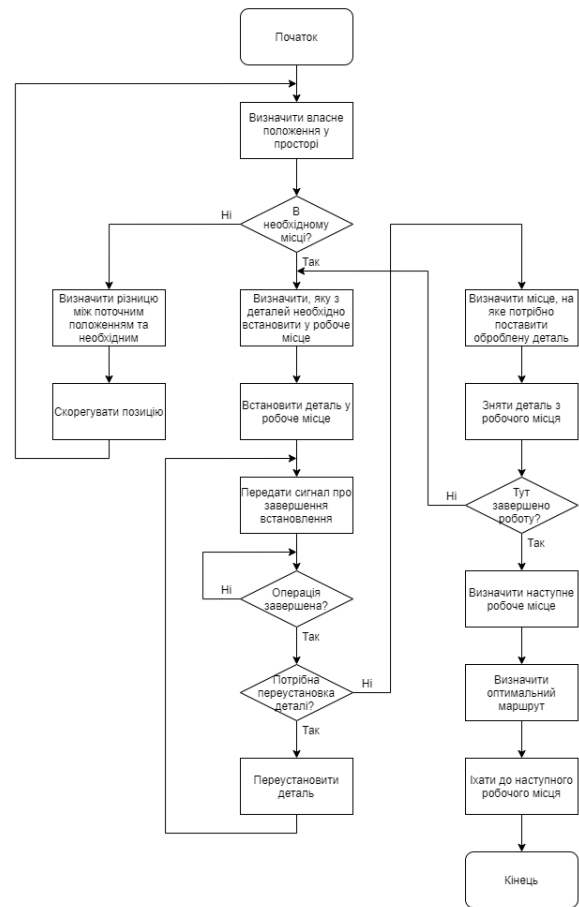 Початок
Визначити власне
положення у
просторі
В
необхідному
місці?
Ні
Так
Визначити різницю
між поточним
положенням та
необхідним
Скорегувати позицію
Визначити, яку з
деталей необхідно
встановити у робоче
місце
Встановити деталь у
робоче місце
Передати сигнал про
завершення
встановлення
Операція
завершена?
Ні
Так
Потрібна
переустановка
деталі?
Ні
Так
Переустановити
деталь
Визначити місце, на
яке потрібно
поставити
оброблену деталь
Зняти деталь з
робочого місця
Тут
завершено
роботу?
Ні
Так
Визначити наступне
робоче місце
Визначити
оптимальний
маршрут
Їхати до наступного
робочого місця
Кінець